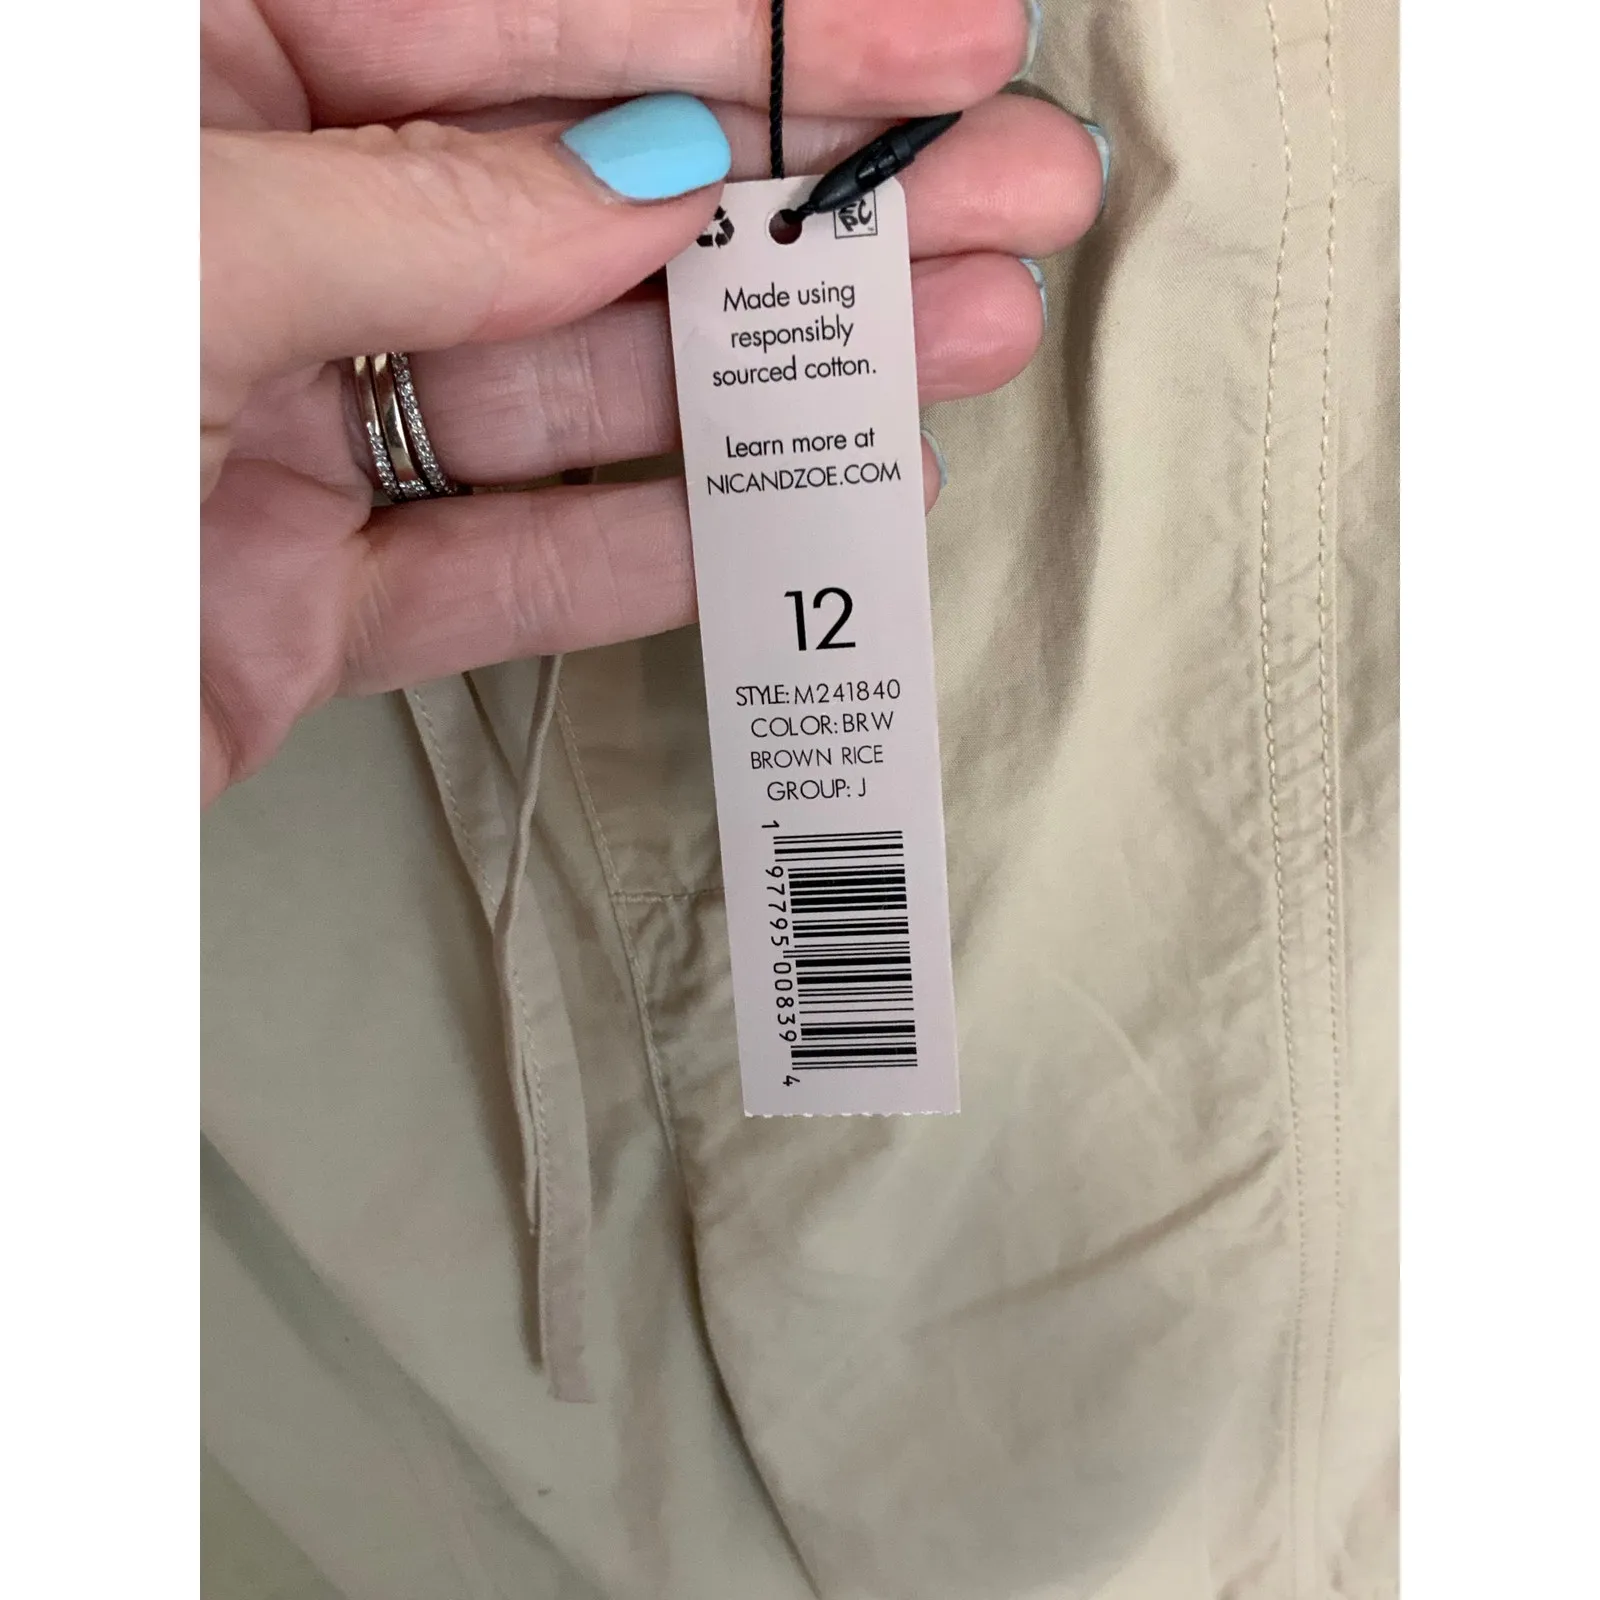 Made using
responsibly
sourced cotton.
Learn more at
NICANDZOE.COM
12
STYLE: M241840
COLOR: BRW
BROWN RICE
GROUP: J
1 97795 00839 4